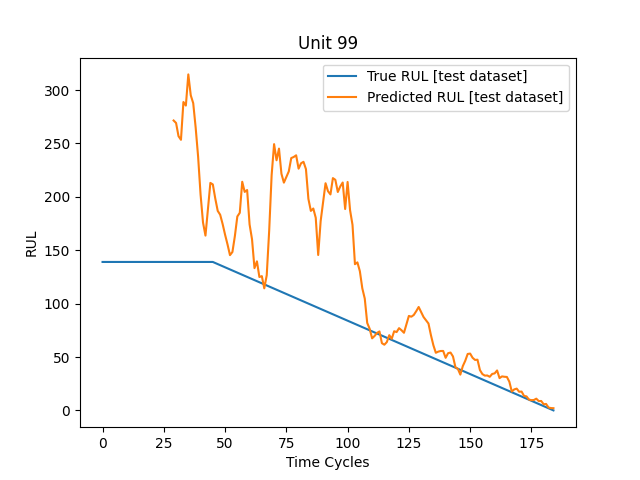 Unit 99
True RUL [test dataset]
Predicted RUL [test dataset]
RUL
300
250
200
150
100
50
0
0 25 50 75 100 125 150 175
Time Cycles